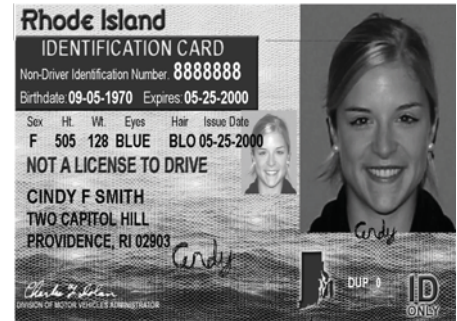 Rhode Island
IDENTIFICATION CARD
Non-Driver Identification Number. 8888888
Birthdate: 09-05-1970 Expires: 05-25-2000
Sex Ht. Wt. Eyes Hair Issue Date
F 505 128 BLUE BLO 05-25-2000
NOT A LICENSE TO DRIVE
CINDY F SMITH
TWO CAPITOL HILL
PROVIDENCE, RI 02903
Cindy
Cindy
DUP 0
ID
ONLY
DIVISION OF MOTOR VEHICLES ADMINISTRATOR